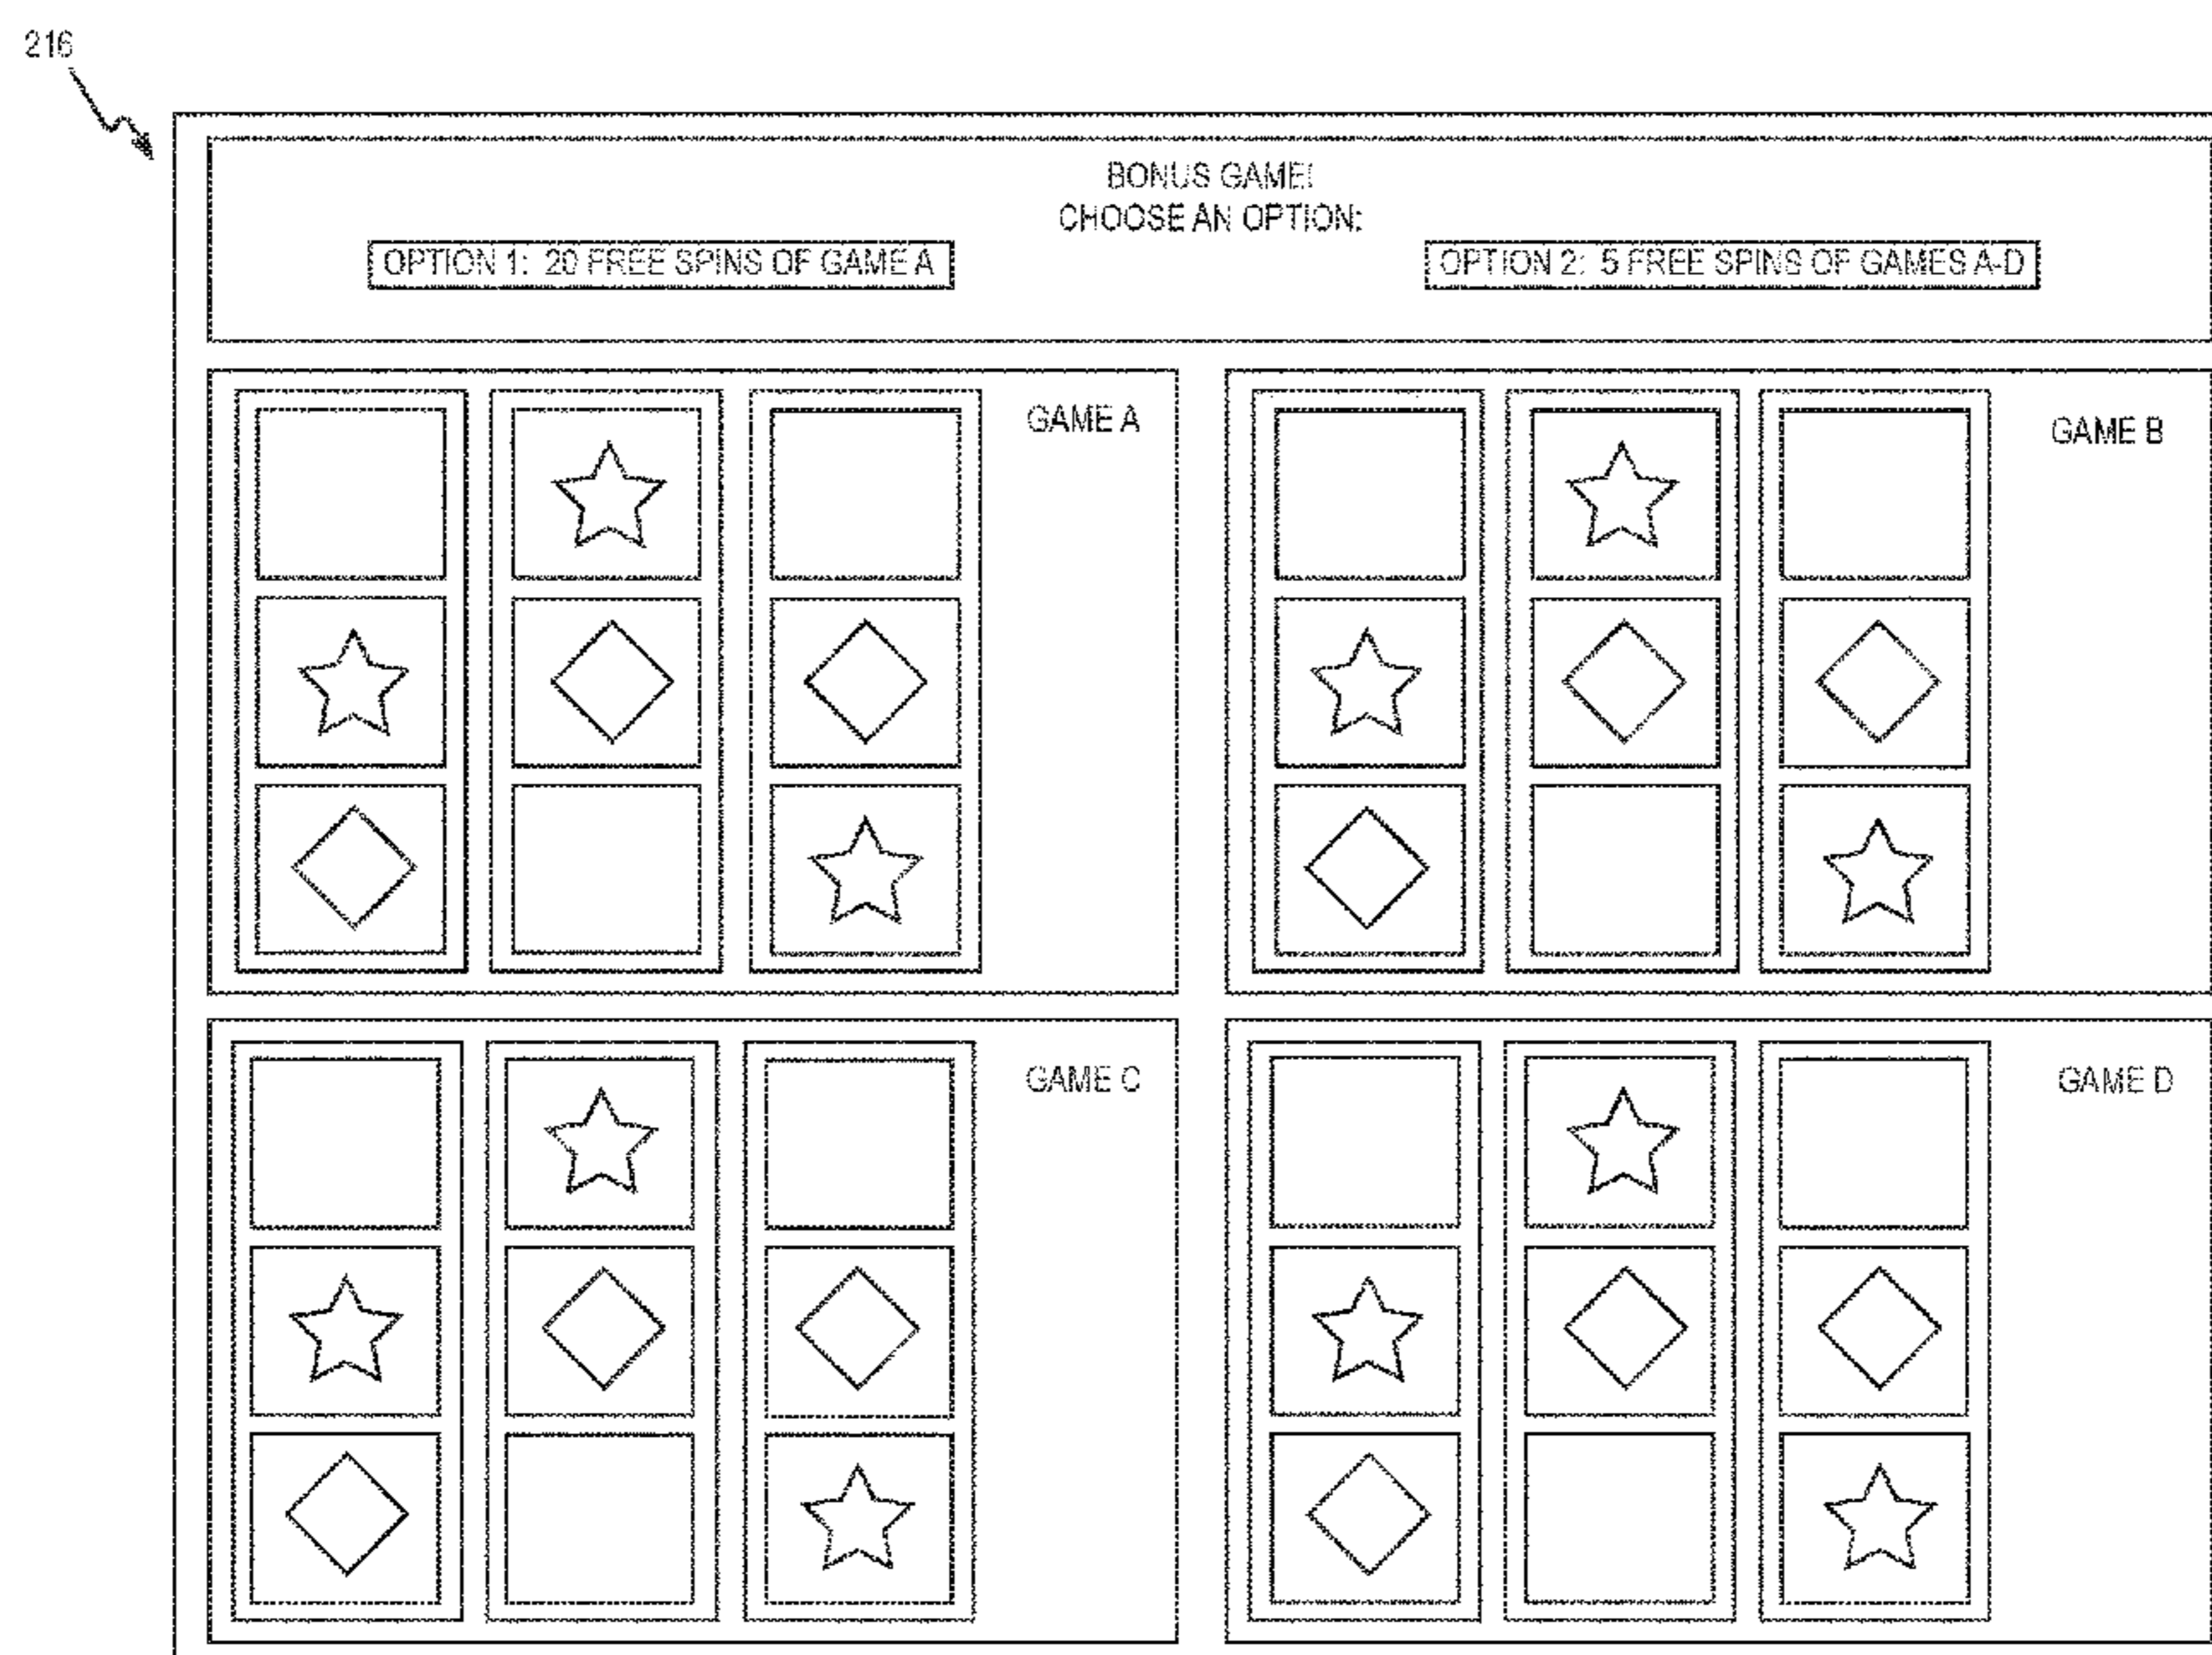 216
BONUS GAME!
CHOOSE AN OPTION:
OPTION 1: 20 FREE SPINS OF GAME A
OPTION 2: 5 FREE SPINS OF GAMES A-D
GAME A
GAME B
GAME C
GAME D